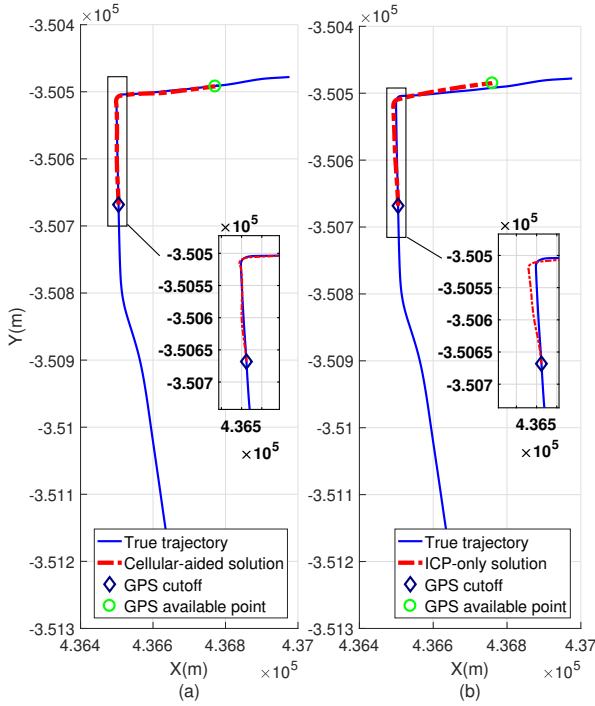 ×10⁵
-3.504
-3.505
-3.506
-3.507
-3.508
-3.509
-3.51
-3.511
-3.512
-3.513
Y(m)
×10⁵
-3.505
-3.5055
-3.506
-3.5065
-3.507
4.365
×10⁵
True trajectory
Cellular-aided solution
GPS cutoff
GPS available point
4.364 4.366 4.368 4.37
X(m) ×10⁵
(a)
×10⁵
-3.504
-3.505
-3.506
-3.507
-3.508
-3.509
-3.51
-3.511
-3.512
-3.513
×10⁵
-3.505
-3.5055
-3.506
-3.5065
-3.507
4.365
×10⁵
True trajectory
ICP-only solution
GPS cutoff
GPS available point
4.364 4.366 4.368 4.37
X(m) ×10⁵
(b)